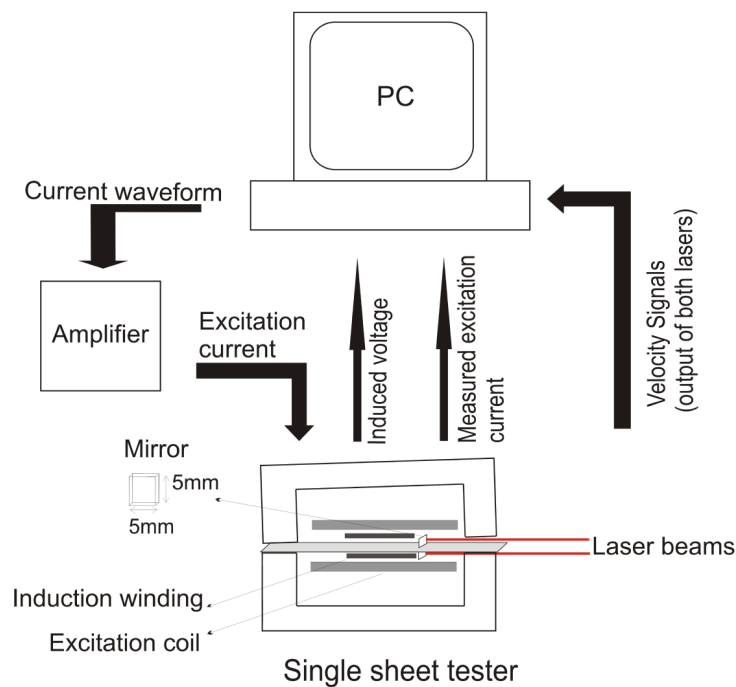 PC
Current waveform
Amplifier
Excitation
current
Induced voltage
Measured excitation
current
Velocity Signals
(output of both lasers)
Mirror
5mm
5mm
Laser beams
Induction winding
Excitation coil
Single sheet tester